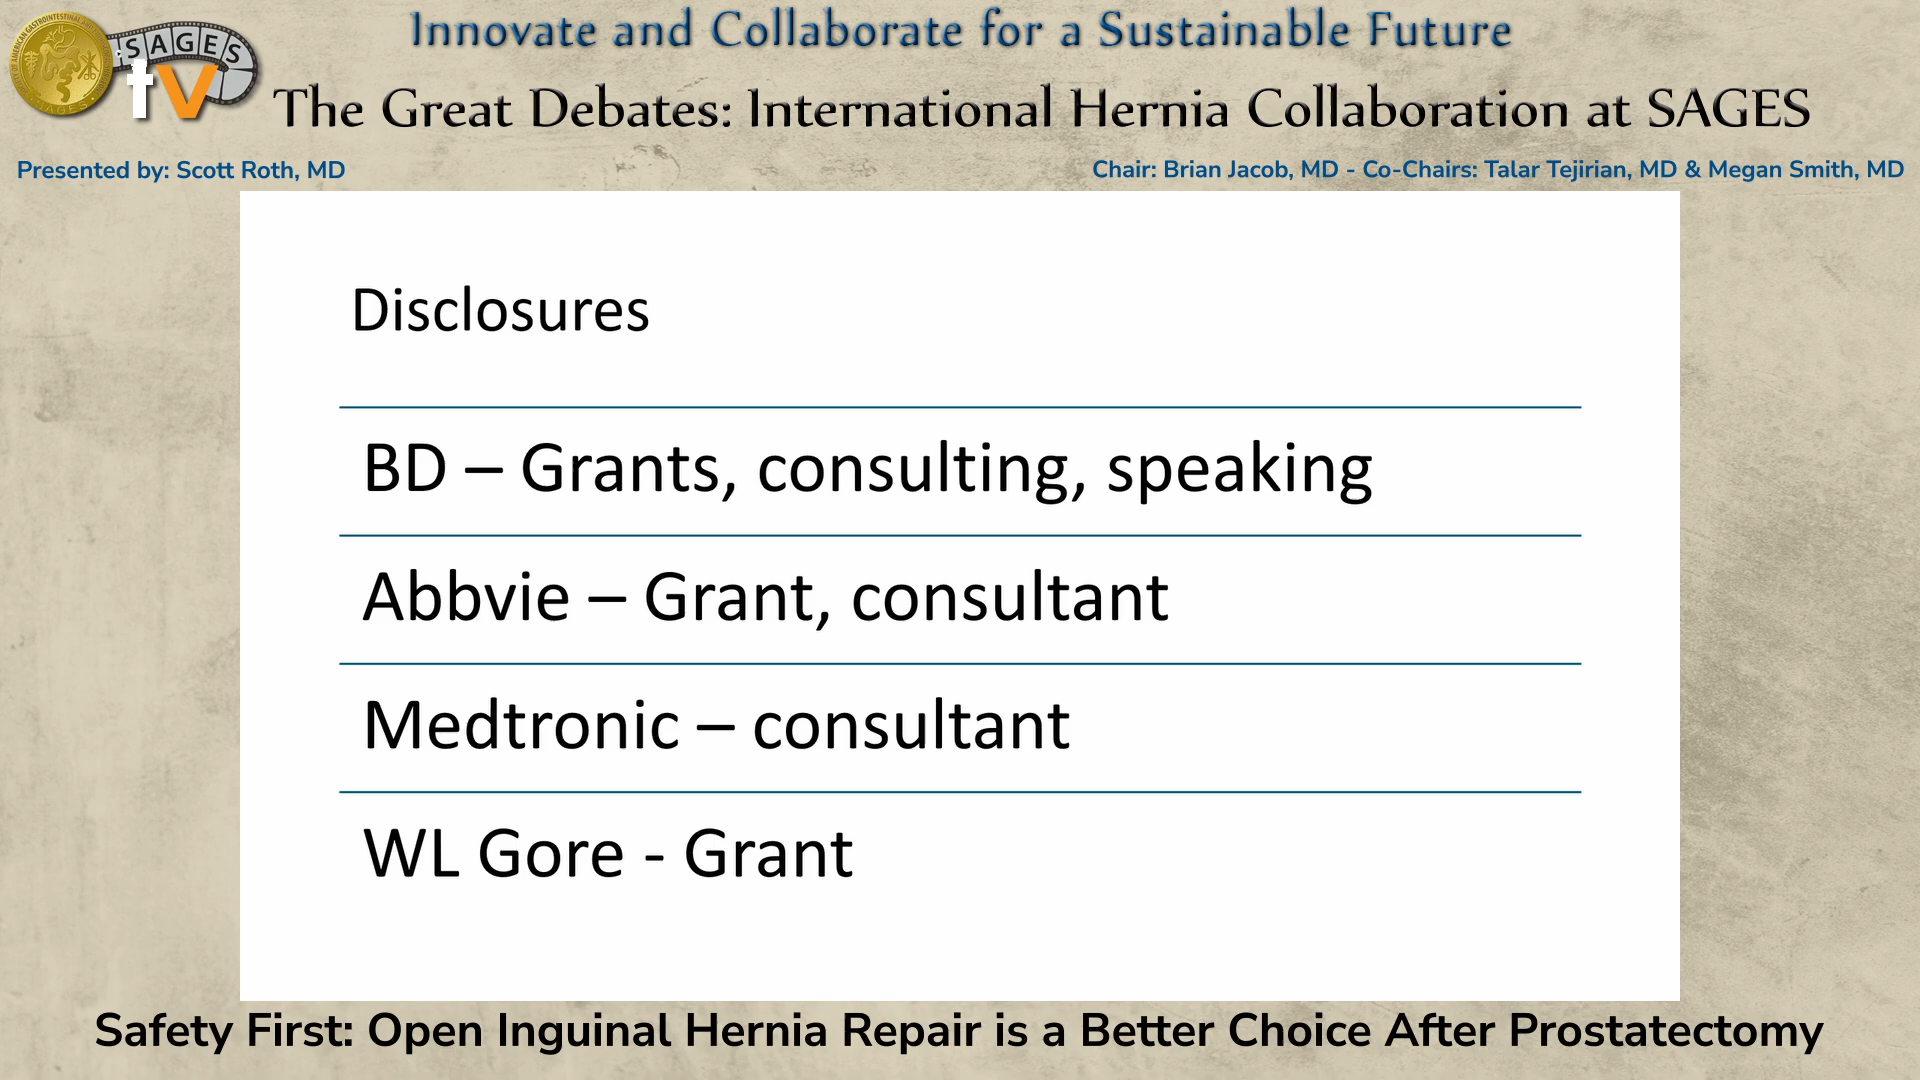 Innovate and Collaborate for a Sustainable Future
SAGES
tv
The Great Debates: International Hernia Collaboration at SAGES
Presented by: Scott Roth, MD
Chair: Brian Jacob, MD - Co-Chairs: Talar Tejirian, MD & Megan Smith, MD
Disclosures
BD – Grants, consulting, speaking
Abbvie – Grant, consultant
Medtronic – consultant
WL Gore - Grant
Safety First: Open Inguinal Hernia Repair is a Better Choice After Prostatectomy